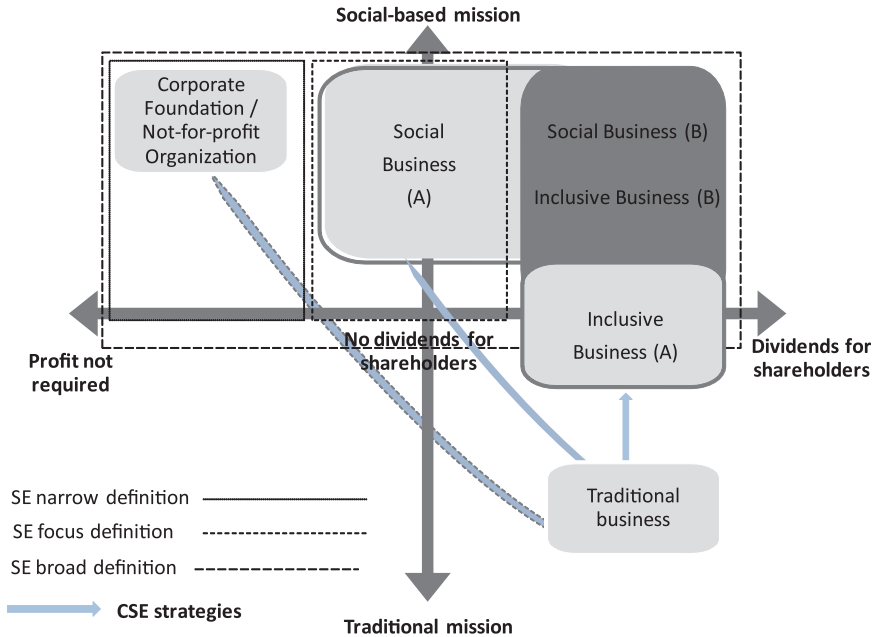 Social-based mission
Corporate
Foundation /
Not-for-profit
Organization
Social
Business
(A)
Social Business (B)
Inclusive Business (B)
Inclusive
Business (A)
No dividends for
shareholders
Profit not
required
Dividends for
shareholders
Traditional
business
SE narrow definition
SE focus definition
SE broad definition
CSE strategies
Traditional mission